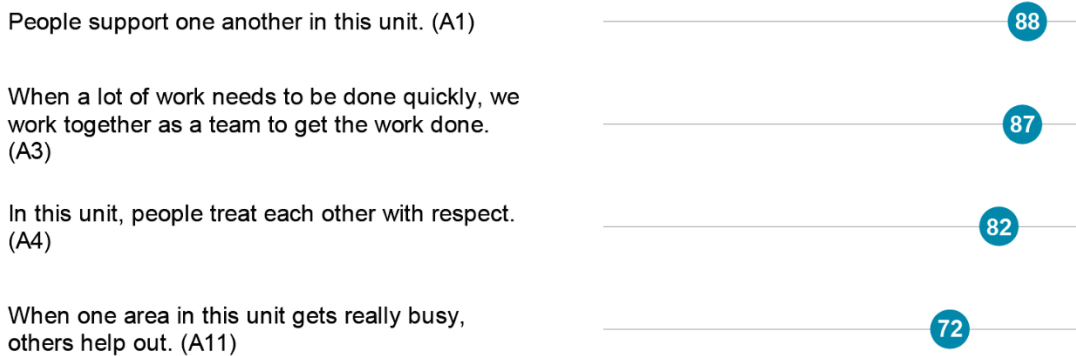 People support one another in this unit. (A1)
88
When a lot of work needs to be done quickly, we
work together as a team to get the work done.
(A3)
87
In this unit, people treat each other with respect.
(A4)
82
When one area in this unit gets really busy,
others help out. (A11)
72